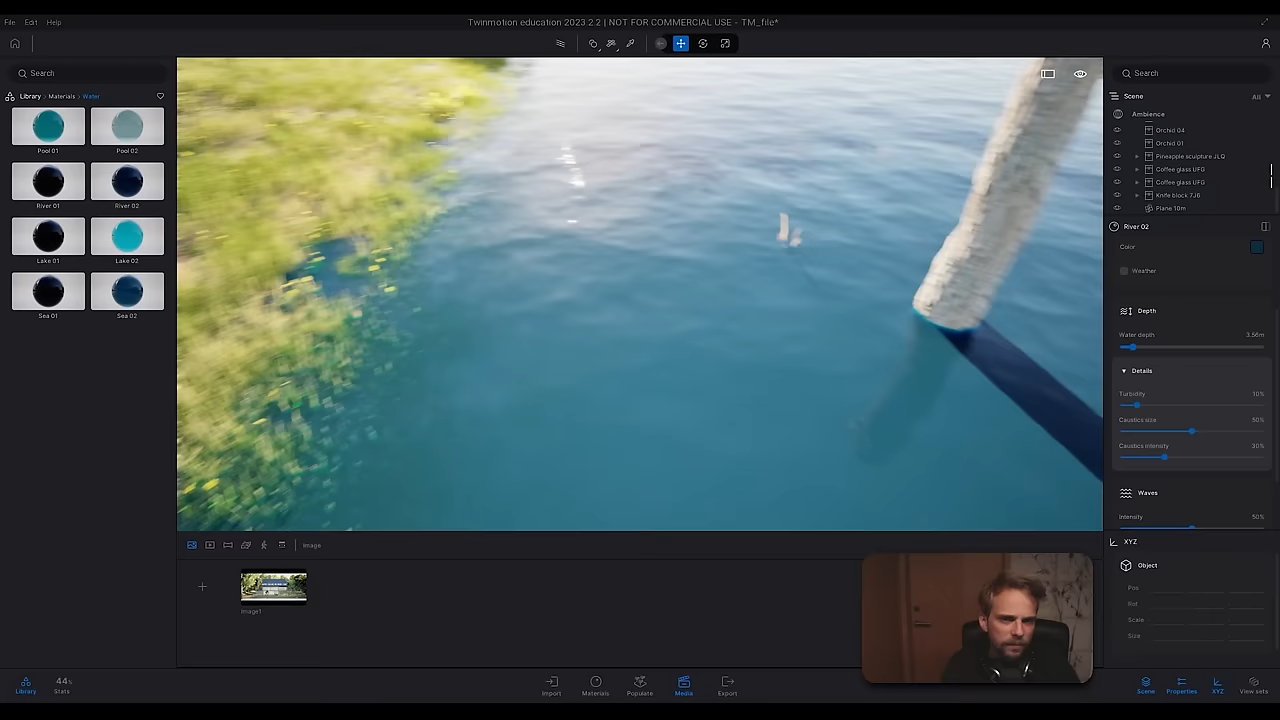 File Edit Help
Twinmotion education 2023.2.2 | NOT FOR COMMERCIAL USE - TM_file*
Search
Library > Materials > Water
Pool 01
Pool 02
River 01
River 02
Lake 01
Lake 02
Sea 01
Sea 02
Search
Scene
All
Ambience
Orchid 04
Orchid 01
Pineapple sculpture JLQ
Coffee glass UFG
Coffee glass UFG
Knife block 7J6
Plane 10m
River 02
Color
Weather
Depth
Water depth 3.56m
Details
Turbidity 10%
Caustics size 50%
Caustics intensity 30%
Waves
Intensity 50%
XYZ
Object
Pos
Rot
Scale
Size
Image
Image1
Library
44%
Stats
Import
Materials
Populate
Media
Export
Scene
Properties
XYZ
View sets